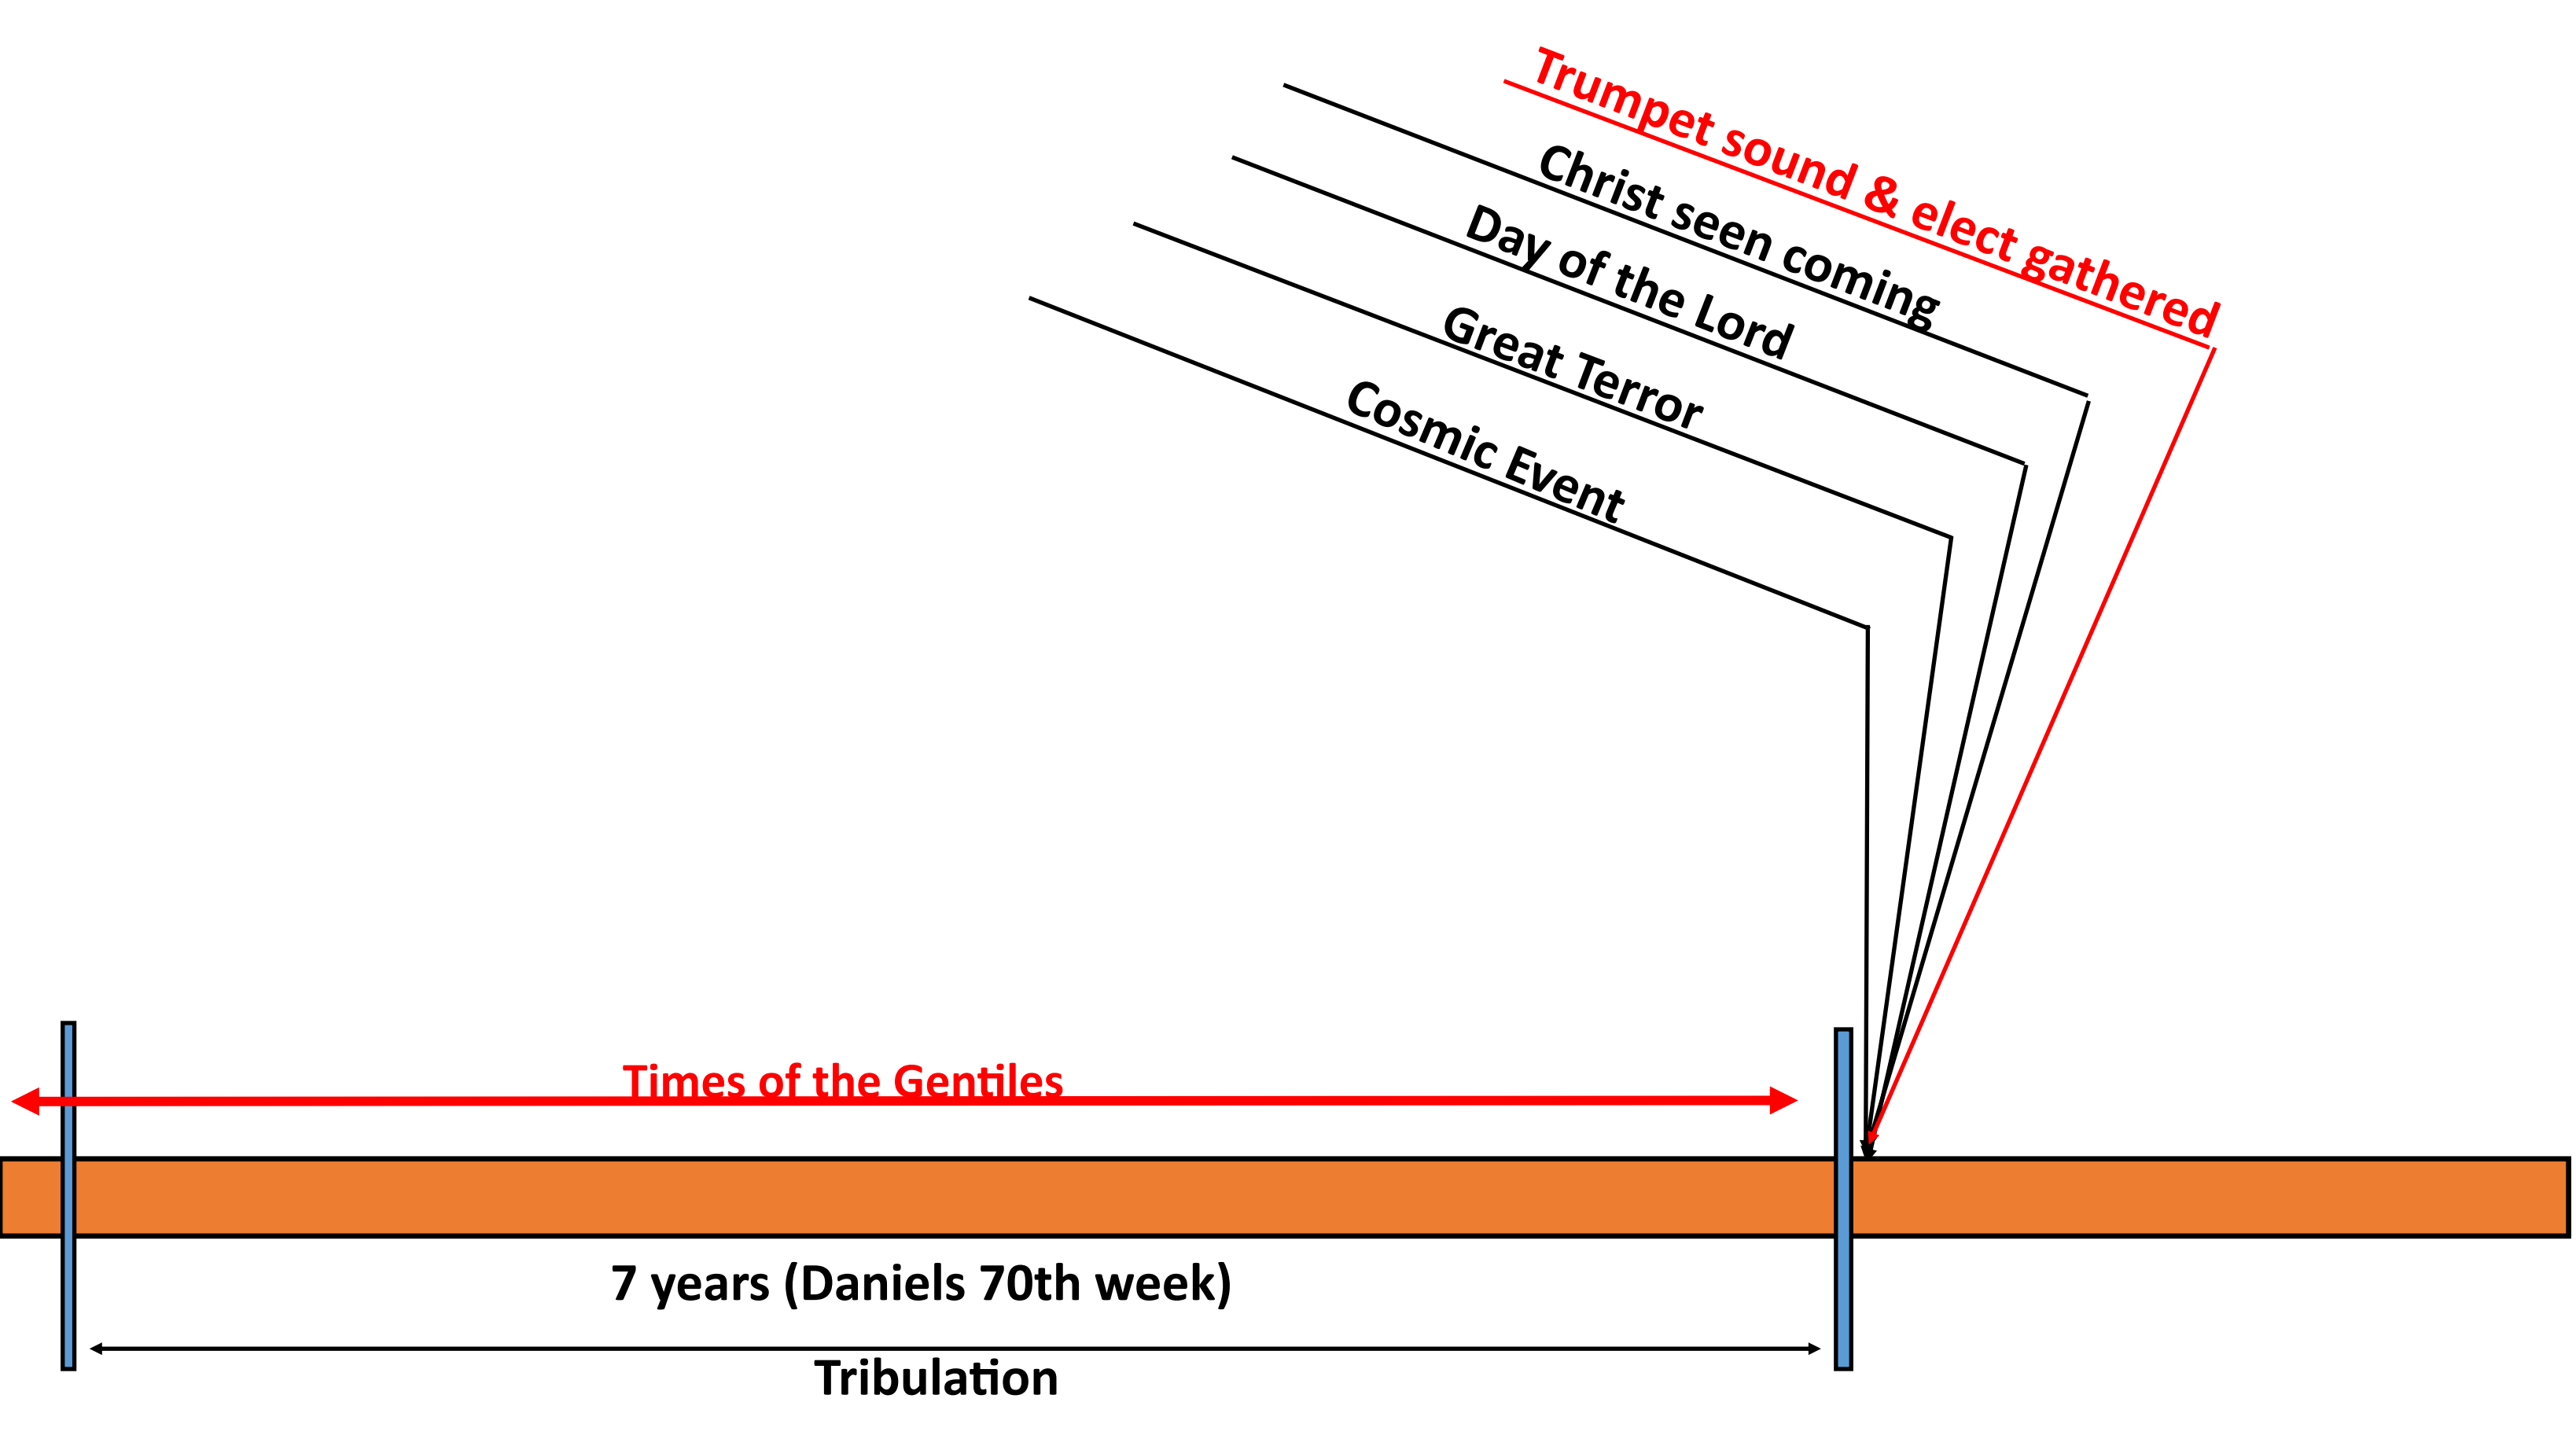 Trumpet sound & elect gathered
Christ seen coming
Day of the Lord
Great Terror
Cosmic Event
Times of the Gentiles
7 years (Daniels 70th week)
Tribulation